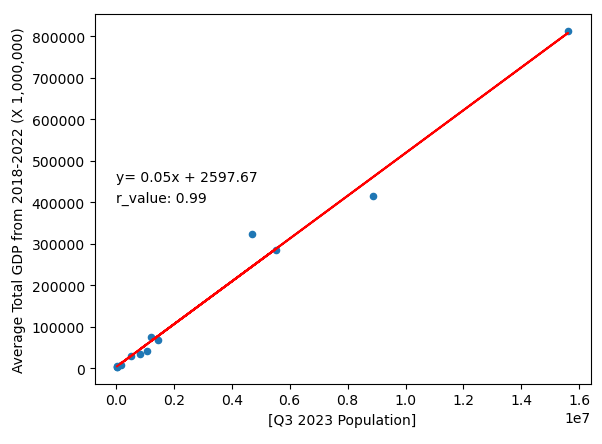 Average Total GDP from 2018-2022 (X 1,000,000)
800000
700000
600000
500000
400000
300000
200000
100000
0
y= 0.05x + 2597.67
r_value: 0.99
0.0 0.2 0.4 0.6 0.8 1.0 1.2 1.4 1.6
1e7
[Q3 2023 Population]